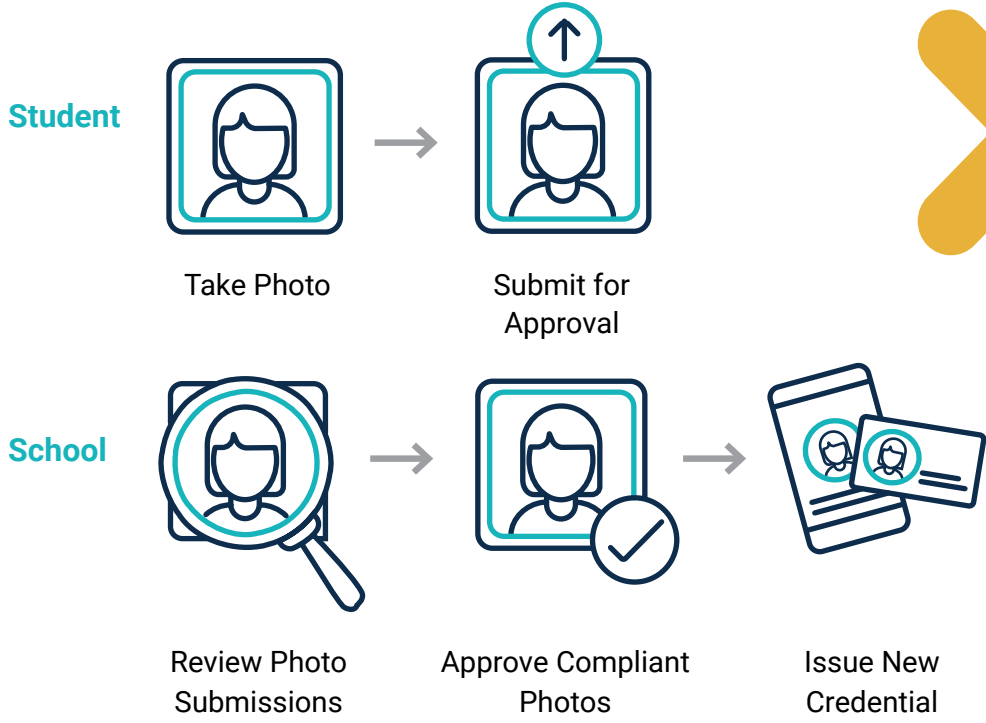 Student
Take Photo
Submit for
Approval
School
Review Photo
Submissions
Approve Compliant
Photos
Issue New
Credential